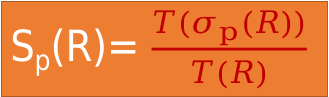 Sₚ(R)= T(σₚ(R)) / T(R)